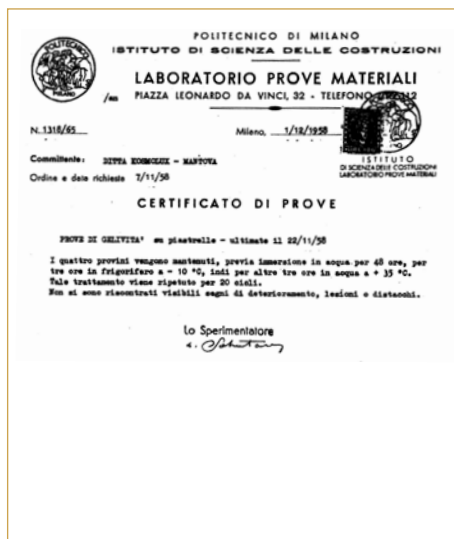 POLITECNICO DI MILANO
ISTITUTO DI SCIENZA DELLE COSTRUZIONI
LABORATORIO PROVE MATERIALI
/em PIAZZA LEONARDO DA VINCI, 32 - TELEFONO
N. 1318/65 Milano, 1/12/1958
Committente: DITTA KOSMOLUX - MANTOVA
Ordine e data richieste 7/11/58
ISTITUTO
DI SCIENZA DELLE COSTRUZIONI
LABORATORIO PROVE MATERIALI
CERTIFICATO DI PROVE
PROVE DI GELIVITA' su piastrelle - ultimate il 22/11/58
I quattro provini vengono mantenuti, previa immersione in acqua per 48 ore, per
tre ore in frigorifero a - 10 °C, indi per altre tre ore in acqua a + 35 °C.
Tale trattamento viene ripetuto per 20 cicli.
Non si sono riscontrati visibili segni di deterioramento, lesioni o distacchi.
Lo Sperimentatore